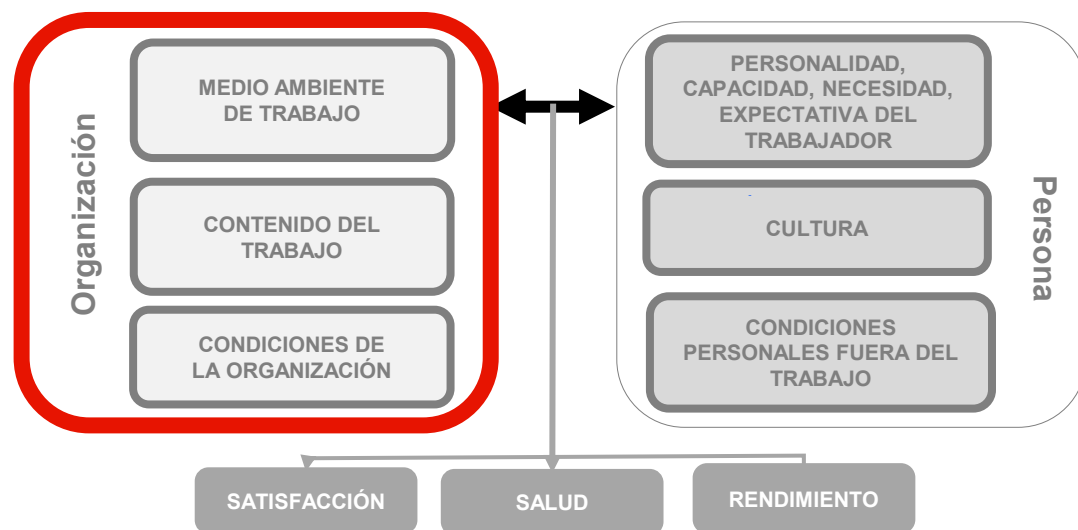 Organización
MEDIO AMBIENTE
DE TRABAJO
CONTENIDO DEL
TRABAJO
CONDICIONES DE
LA ORGANIZACIÓN
PERSONALIDAD,
CAPACIDAD, NECESIDAD,
EXPECTATIVA DEL
TRABAJADOR
CULTURA
CONDICIONES
PERSONALES FUERA DEL
TRABAJO
Persona
SATISFACCIÓN
SALUD
RENDIMIENTO